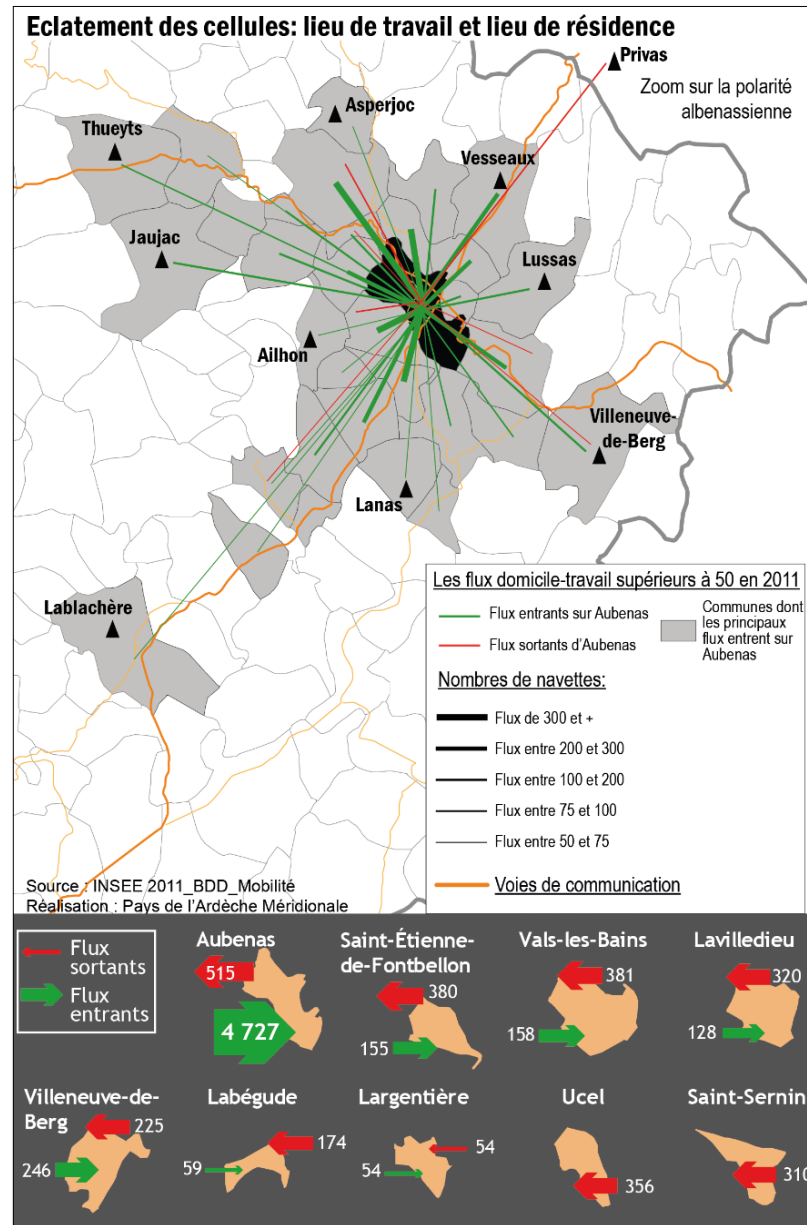 Eclatement des cellules: lieu de travail et lieu de résidence
Privas
Zoom sur la polarité
albenassienne
Asperjoc
Thueyts
Vesseaux
Jaujac
Lussas
Ailhon
Villeneuve-
de-Berg
Lanas
Lablachère
Les flux domicile-travail supérieurs à 50 en 2011
Flux entrants sur Aubenas
Flux sortants d'Aubenas
Communes dont
les principaux
flux entrent sur
Aubenas
Nombres de navettes:
Flux de 300 et +
Flux entre 200 et 300
Flux entre 100 et 200
Flux entre 75 et 100
Flux entre 50 et 75
Voies de communication
Source : INSEE 2011_BDD_Mobilité
Réalisation : Pays de l'Ardèche Méridionale
Flux
sortants
Flux
entrants
Aubenas
515
4 727
Saint-Étienne-
de-Fontbellon
380
155
Vals-les-Bains
381
158
Lavilledieu
320
128
Villeneuve-de-
Berg
225
246
Labégude
174
59
Largentière
54
54
Ucel
356
Saint-Sernin
310